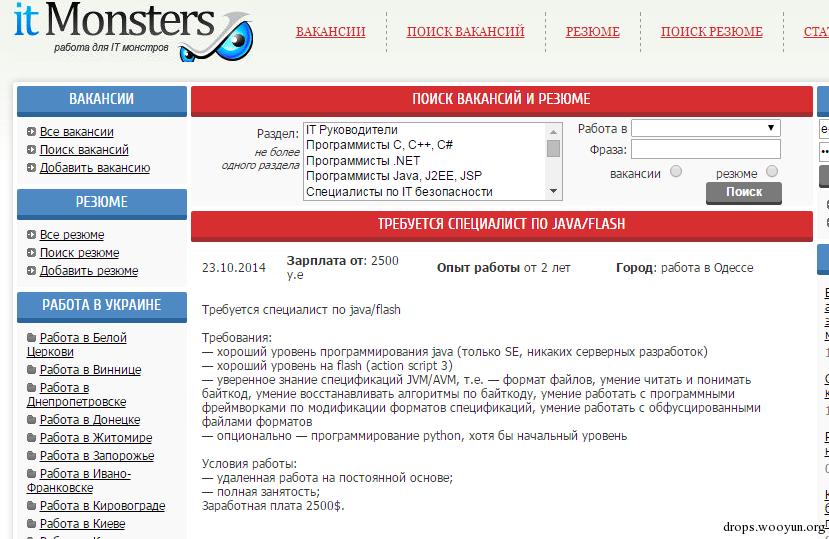 it Monsters
работа для IT монстров
ВАКАНСИИ
ПОИСК ВАКАНСИЙ
РЕЗЮМЕ
ПОИСК РЕЗЮМЕ
СТА
ВАКАНСИИ
Все вакансии
Поиск вакансий
Добавить вакансию
РЕЗЮМЕ
Все резюме
Поиск резюме
Добавить резюме
РАБОТА В УКРАИНЕ
Работа в Белой
Церкови
Работа в Виннице
Работа в
Днепропетровске
Работа в Донецке
Работа в Житомире
Работа в Запорожье
Работа в Ивано-
Франковске
Работа в Кировограде
Работа в Киеве
ПОИСК ВАКАНСИЙ И РЕЗЮМЕ
Раздел:
не более
одного раздела
IT Руководители
Программисты C, C++, C#
Программисты .NET
Программисты Java, J2EE, JSP
Специалисты по IT безопасности
Работа в
Фраза:
вакансии резюме
Поиск
ТРЕБУЕТСЯ СПЕЦИАЛИСТ ПО JAVA/FLASH
23.10.2014
Зарплата от: 2500
у.е
Опыт работы от 2 лет
Город: работа в Одессе
Требуется специалист по java/flash
Требования:
— хороший уровень программирования java (только SE, никаких серверных разработок)
— хороший уровень на flash (action script 3)
— уверенное знание спецификаций JVM/AVM, т.е. — формат файлов, умение читать и понимать
байткод, умение восстанавливать алгоритмы по байткоду, умение работать с программными
фреймворками по модификации форматов спецификаций, умение работать с обфусцированными
файлами форматов
— опционально — программирование python, хотя бы начальный уровень
Условия работы:
— удаленная работа на постоянной основе;
— полная занятость;
Заработная плата 2500$.
drops.wooyun.org